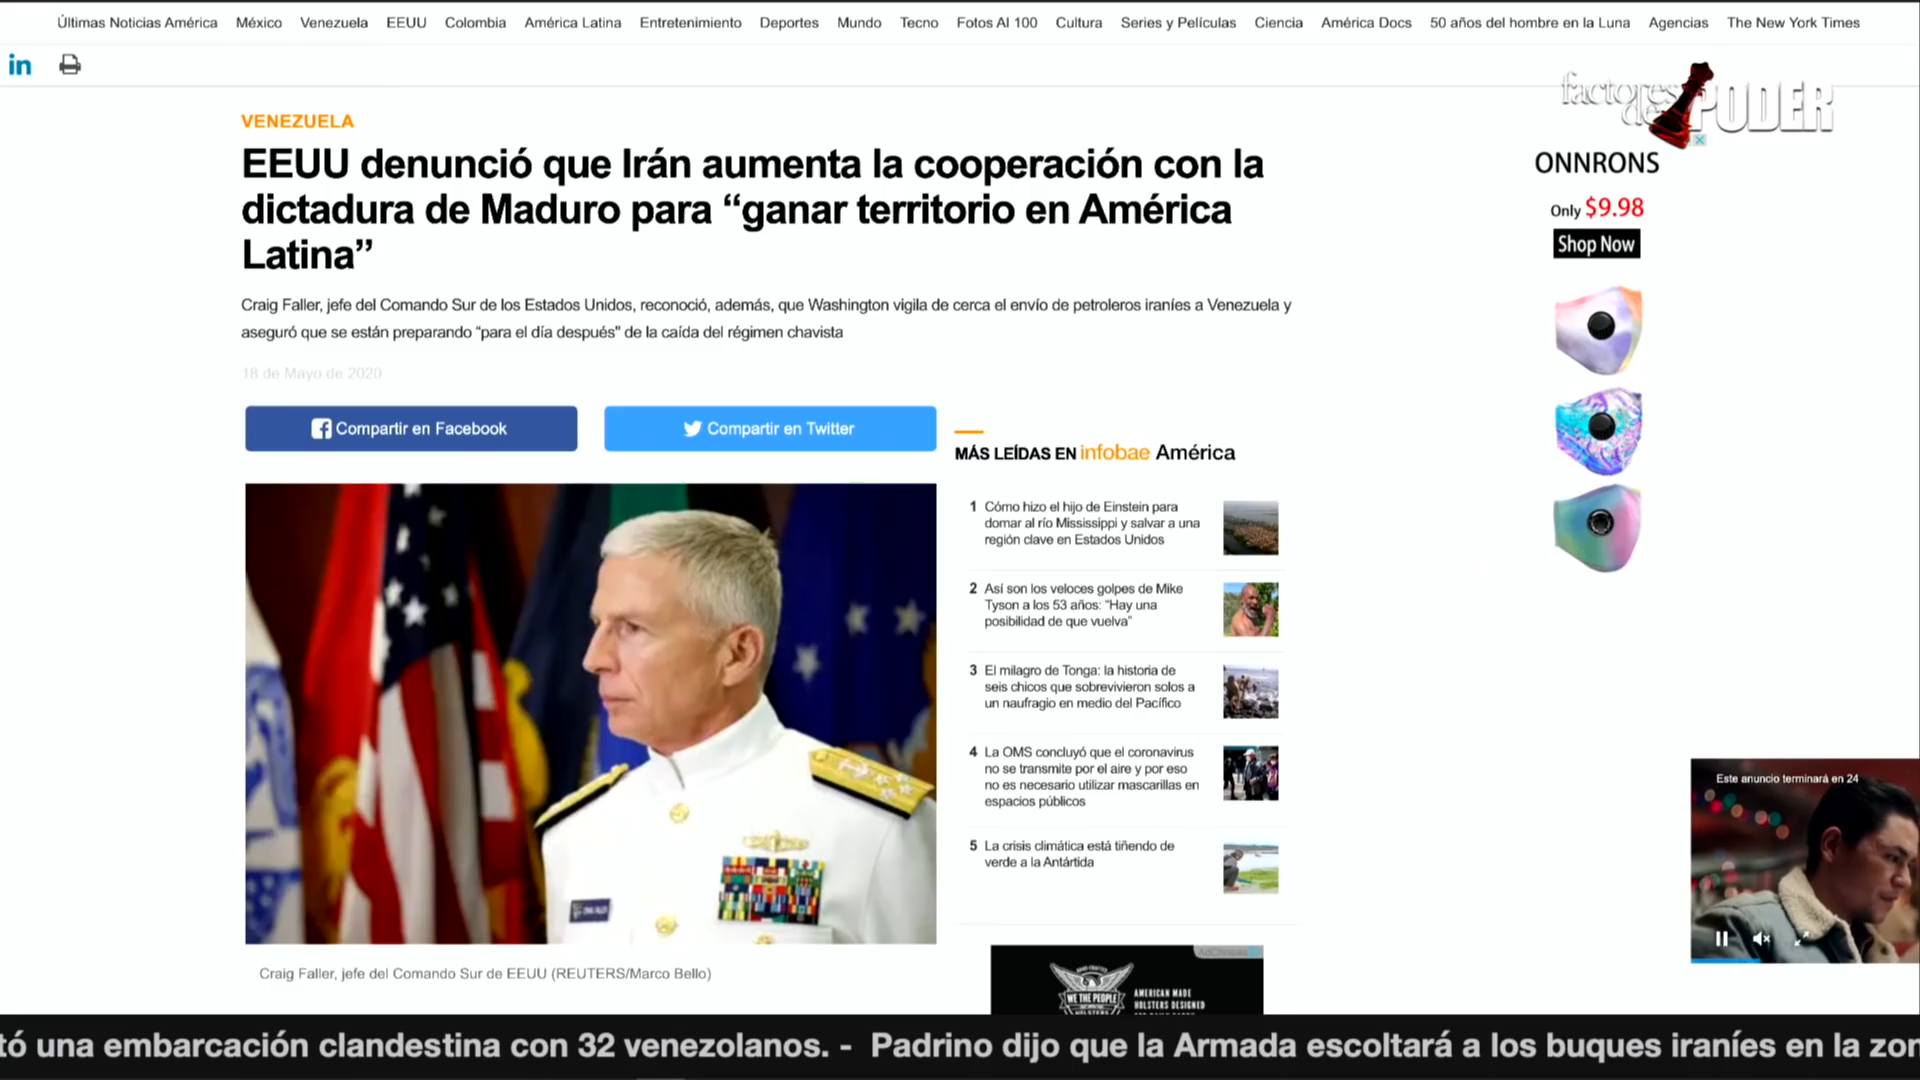 Últimas Noticias América México Venezuela EEUU Colombia América Latina Entretenimiento Deportes Mundo Tecno Fotos Al 100 Cultura Series y Películas Ciencia América Docs 50 años del hombre en la Luna Agencias The New York Times
in
factores de PODER
VENEZUELA
EEUU denunció que Irán aumenta la cooperación con la
dictadura de Maduro para “ganar territorio en América
Latina”
Craig Faller, jefe del Comando Sur de los Estados Unidos, reconoció, además, que Washington vigila de cerca el envío de petroleros iraníes a Venezuela y
aseguró que se están preparando “para el día después” de la caída del régimen chavista
18 de Mayo de 2020
Compartir en Facebook
Compartir en Twitter
ONNRONS
Only $9.98
Shop Now
MÁS LEÍDAS EN infobae América
1 Cómo hizo el hijo de Einstein para
domar al río Mississippi y salvar a una
región clave en Estados Unidos
2 Así son los veloces golpes de Mike
Tyson a los 53 años: “Hay una
posibilidad de que vuelva”
3 El milagro de Tonga: la historia de
seis chicos que sobrevivieron solos a
un naufragio en medio del Pacífico
4 La OMS concluyó que el coronavirus
no se transmite por el aire y por eso
no es necesario utilizar mascarillas en
espacios públicos
5 La crisis climática está tiñendo de
verde a la Antártida
Este anuncio terminará en 24
AdChoices
WE THE PEOPLE
HOLSTERS
AMERICAN MADE
HOLSTERS DESIGNED
Craig Faller, jefe del Comando Sur de EEUU (REUTERS/Marco Bello)
tó una embarcación clandestina con 32 venezolanos. - Padrino dijo que la Armada escoltará a los buques iraníes en la zon